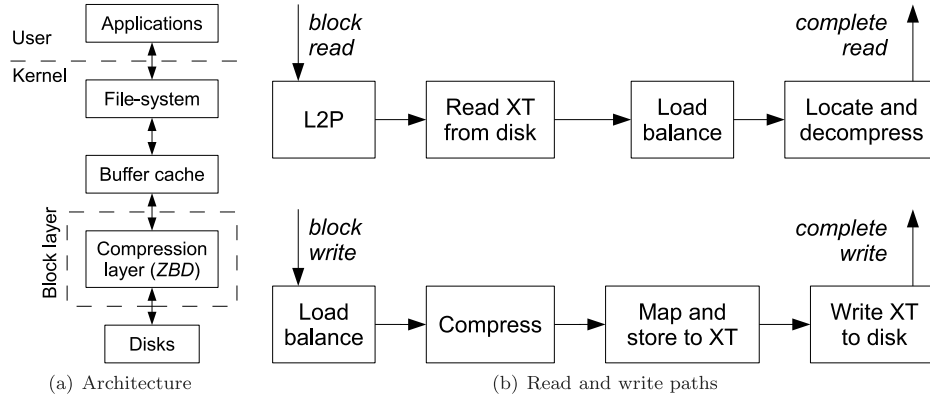 Applications
User
Kernel
File-system
Buffer cache
Block layer
Compression
layer (ZBD)
Disks
(a) Architecture
block
read
complete
read
L2P
Read XT
from disk
Load
balance
Locate and
decompress
block
write
complete
write
Load
balance
Compress
Map and
store to XT
Write XT
to disk
(b) Read and write paths